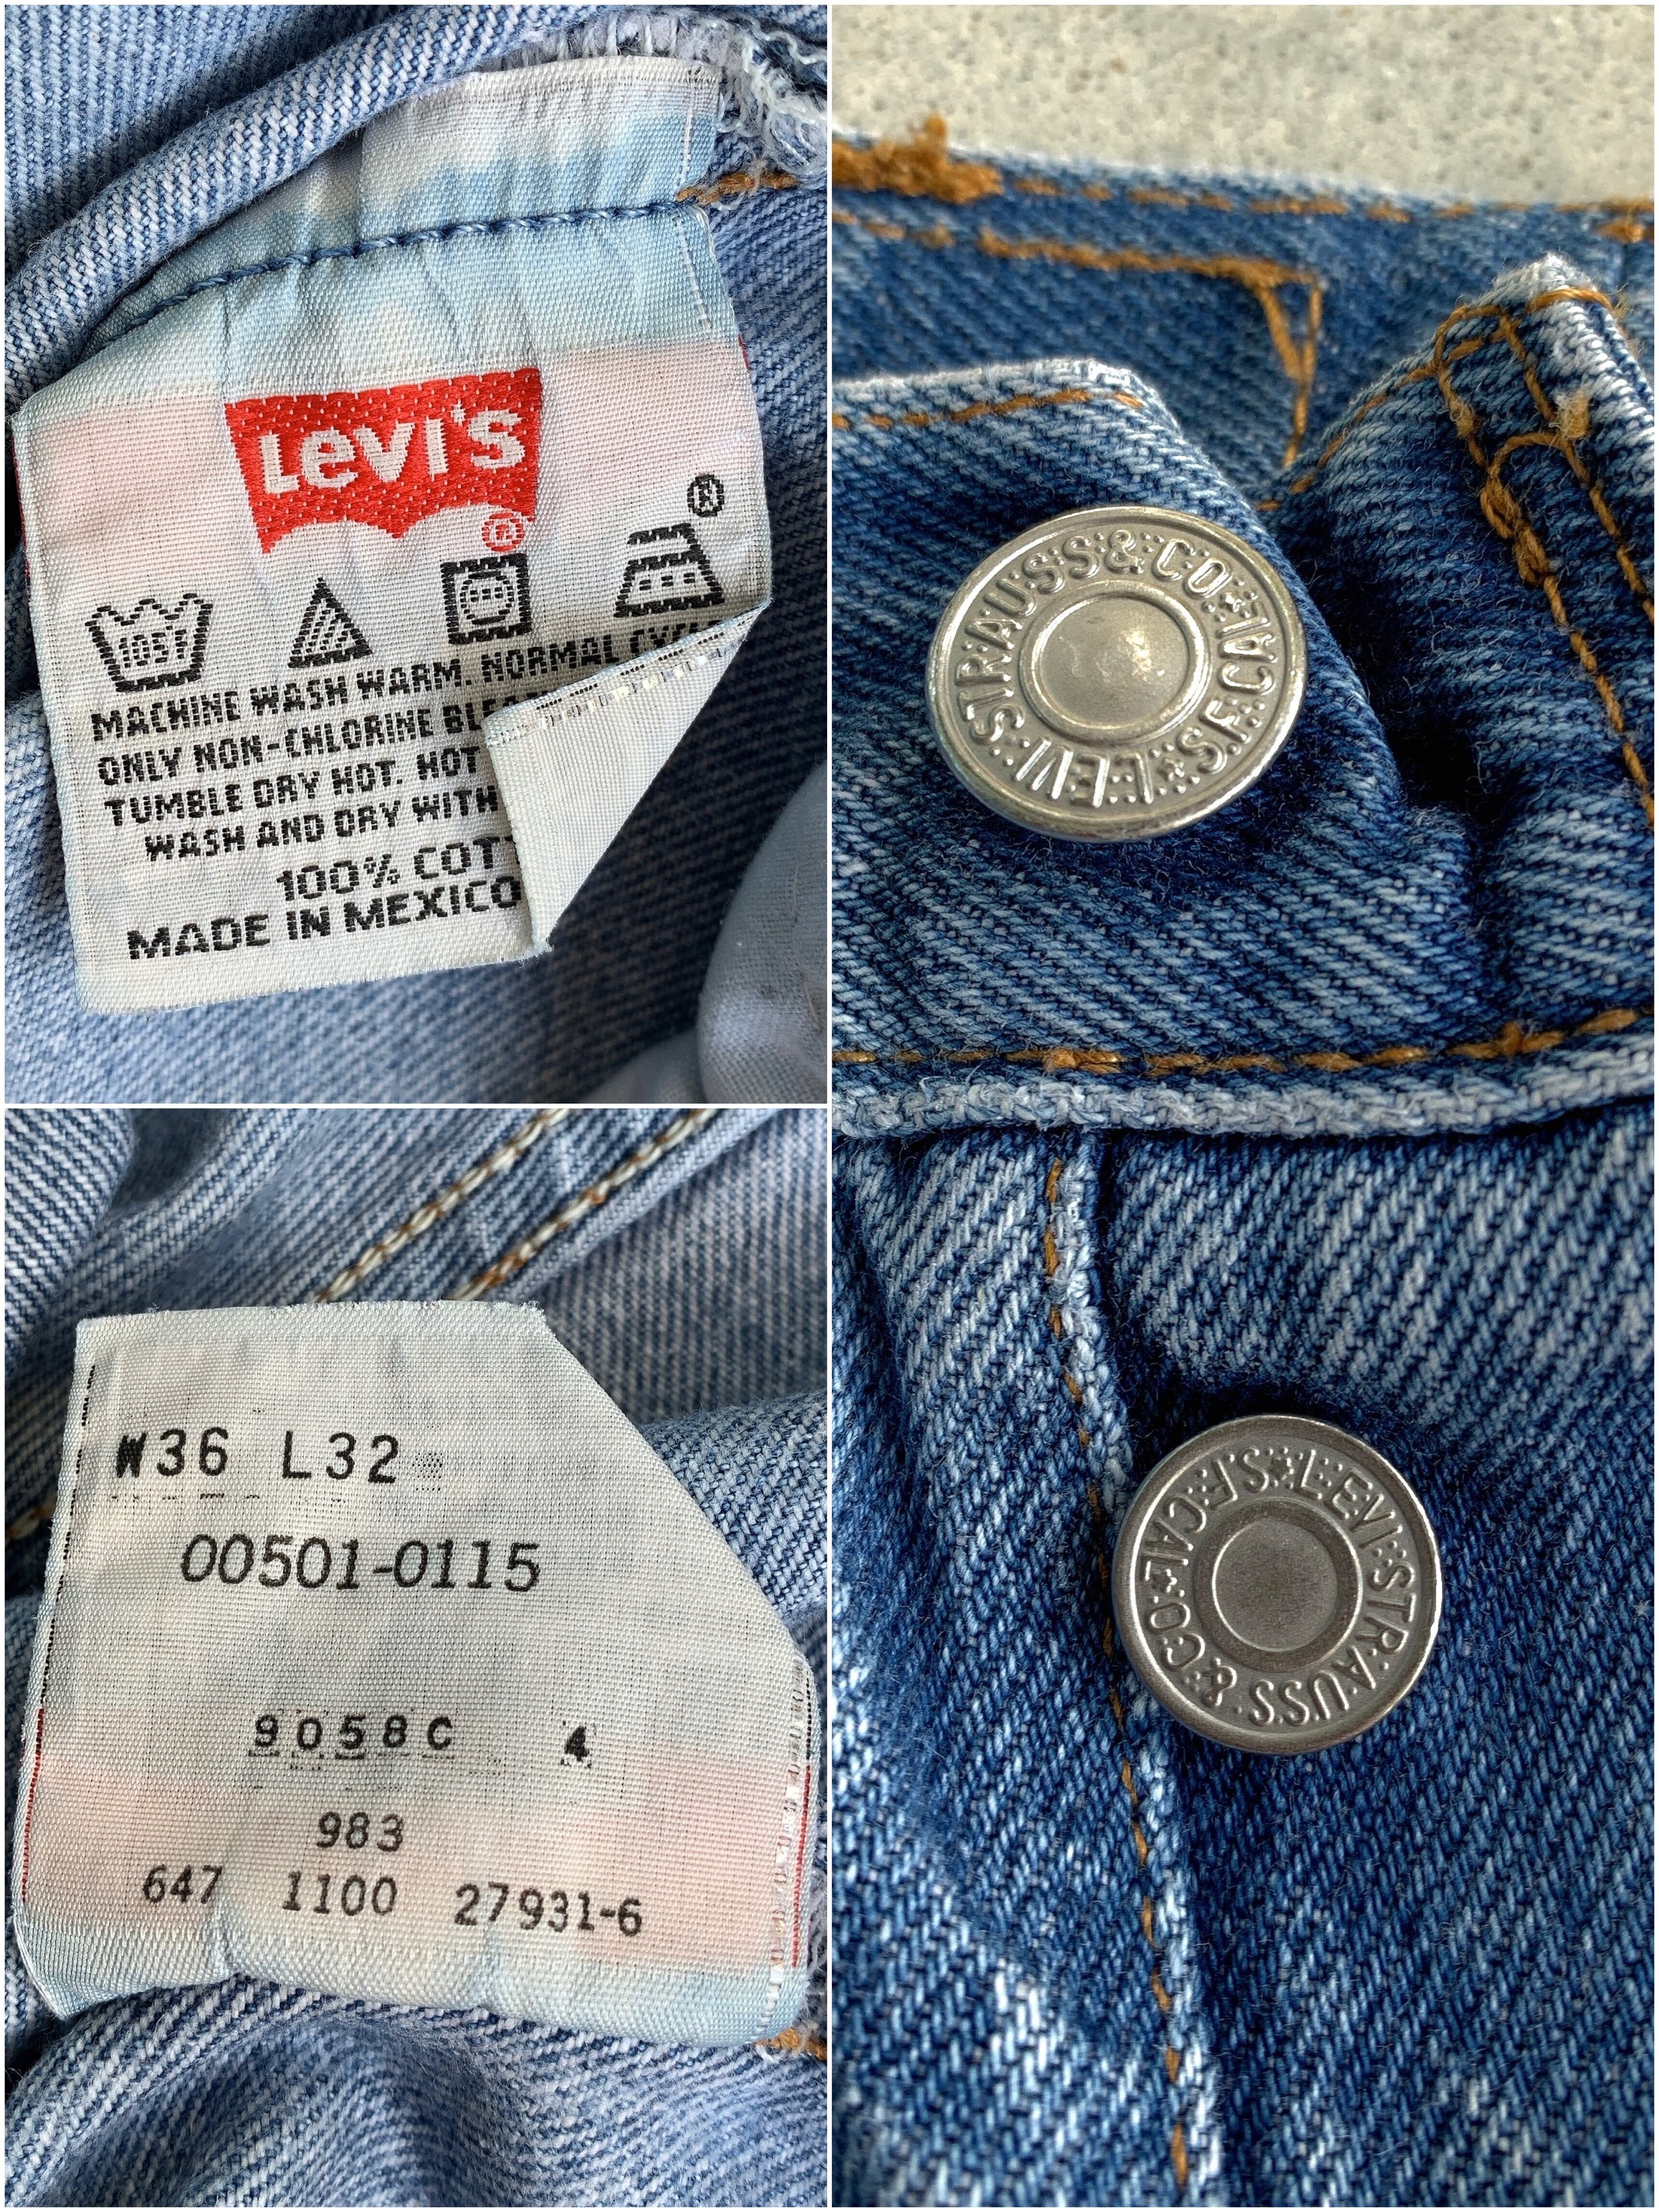 Levi's
®
®
105F
MACHINE WASH WARM. NORMAL CYCLE
ONLY NON-CHLORINE
TUMBLE DRY HOT. HOT
WASH AND DRY WITH
100%
MADE IN MEXICO
W36 L32
00501-0115
9058C 4
983
647 1100 27931-6
LEVI STRAUSS & CO. S.F. CAL
LEVI STRAUSS & CO. S.F. CAL